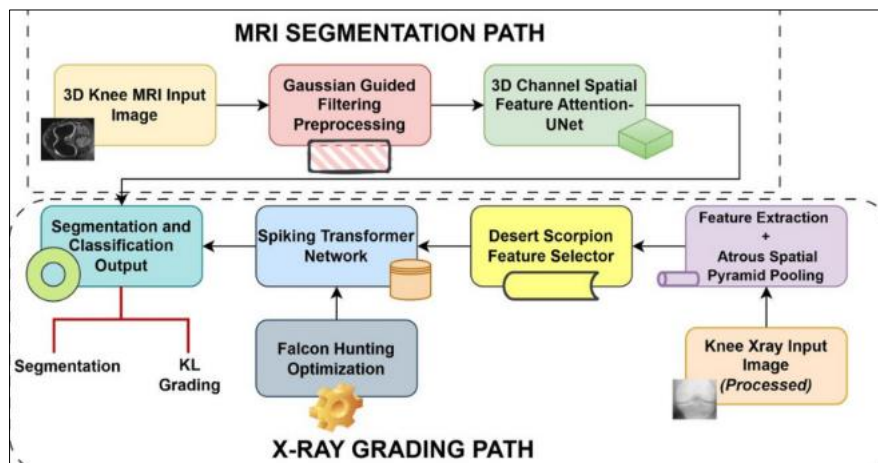 MRI SEGMENTATION PATH
3D Knee MRI Input
Image
Gaussian Guided
Filtering
Preprocessing
3D Channel Spatial
Feature Attention-
UNet
Segmentation and
Classification
Output
Spiking Transformer
Network
Desert Scorpion
Feature Selector
Feature Extraction
+
Atrous Spatial
Pyramid Pooling
Segmentation
KL
Grading
Falcon Hunting
Optimization
Knee Xray Input
Image
(Processed)
X-RAY GRADING PATH